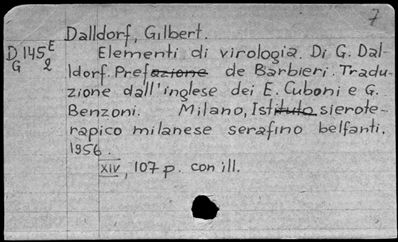 7
Dalldorf, Gilbert.
D 145 E Elementi di virologia. Di G. Dal-
G 2 ldorf. Prefazione de Barbieri. Tradu-
zione dall'inglese dei E. Cuboni e G.
Benzoni. Milano, Istituto sierote-
rapico milanese serafino belfanti.
1956.
XIV, 107 p. con ill.